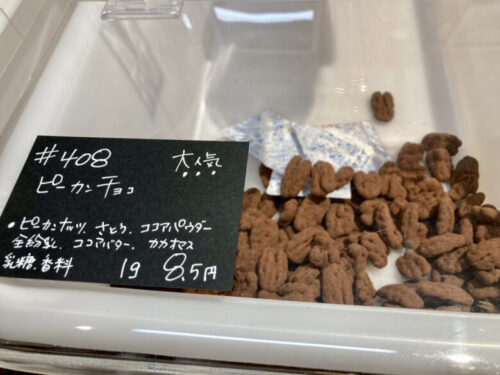 #408 大人気
ピーカンチョコ
●ピーカンナッツ、さとう、ココアパウダー
全粉乳、ココアバター、カカオマス
乳糖、香料 1g 8.5円